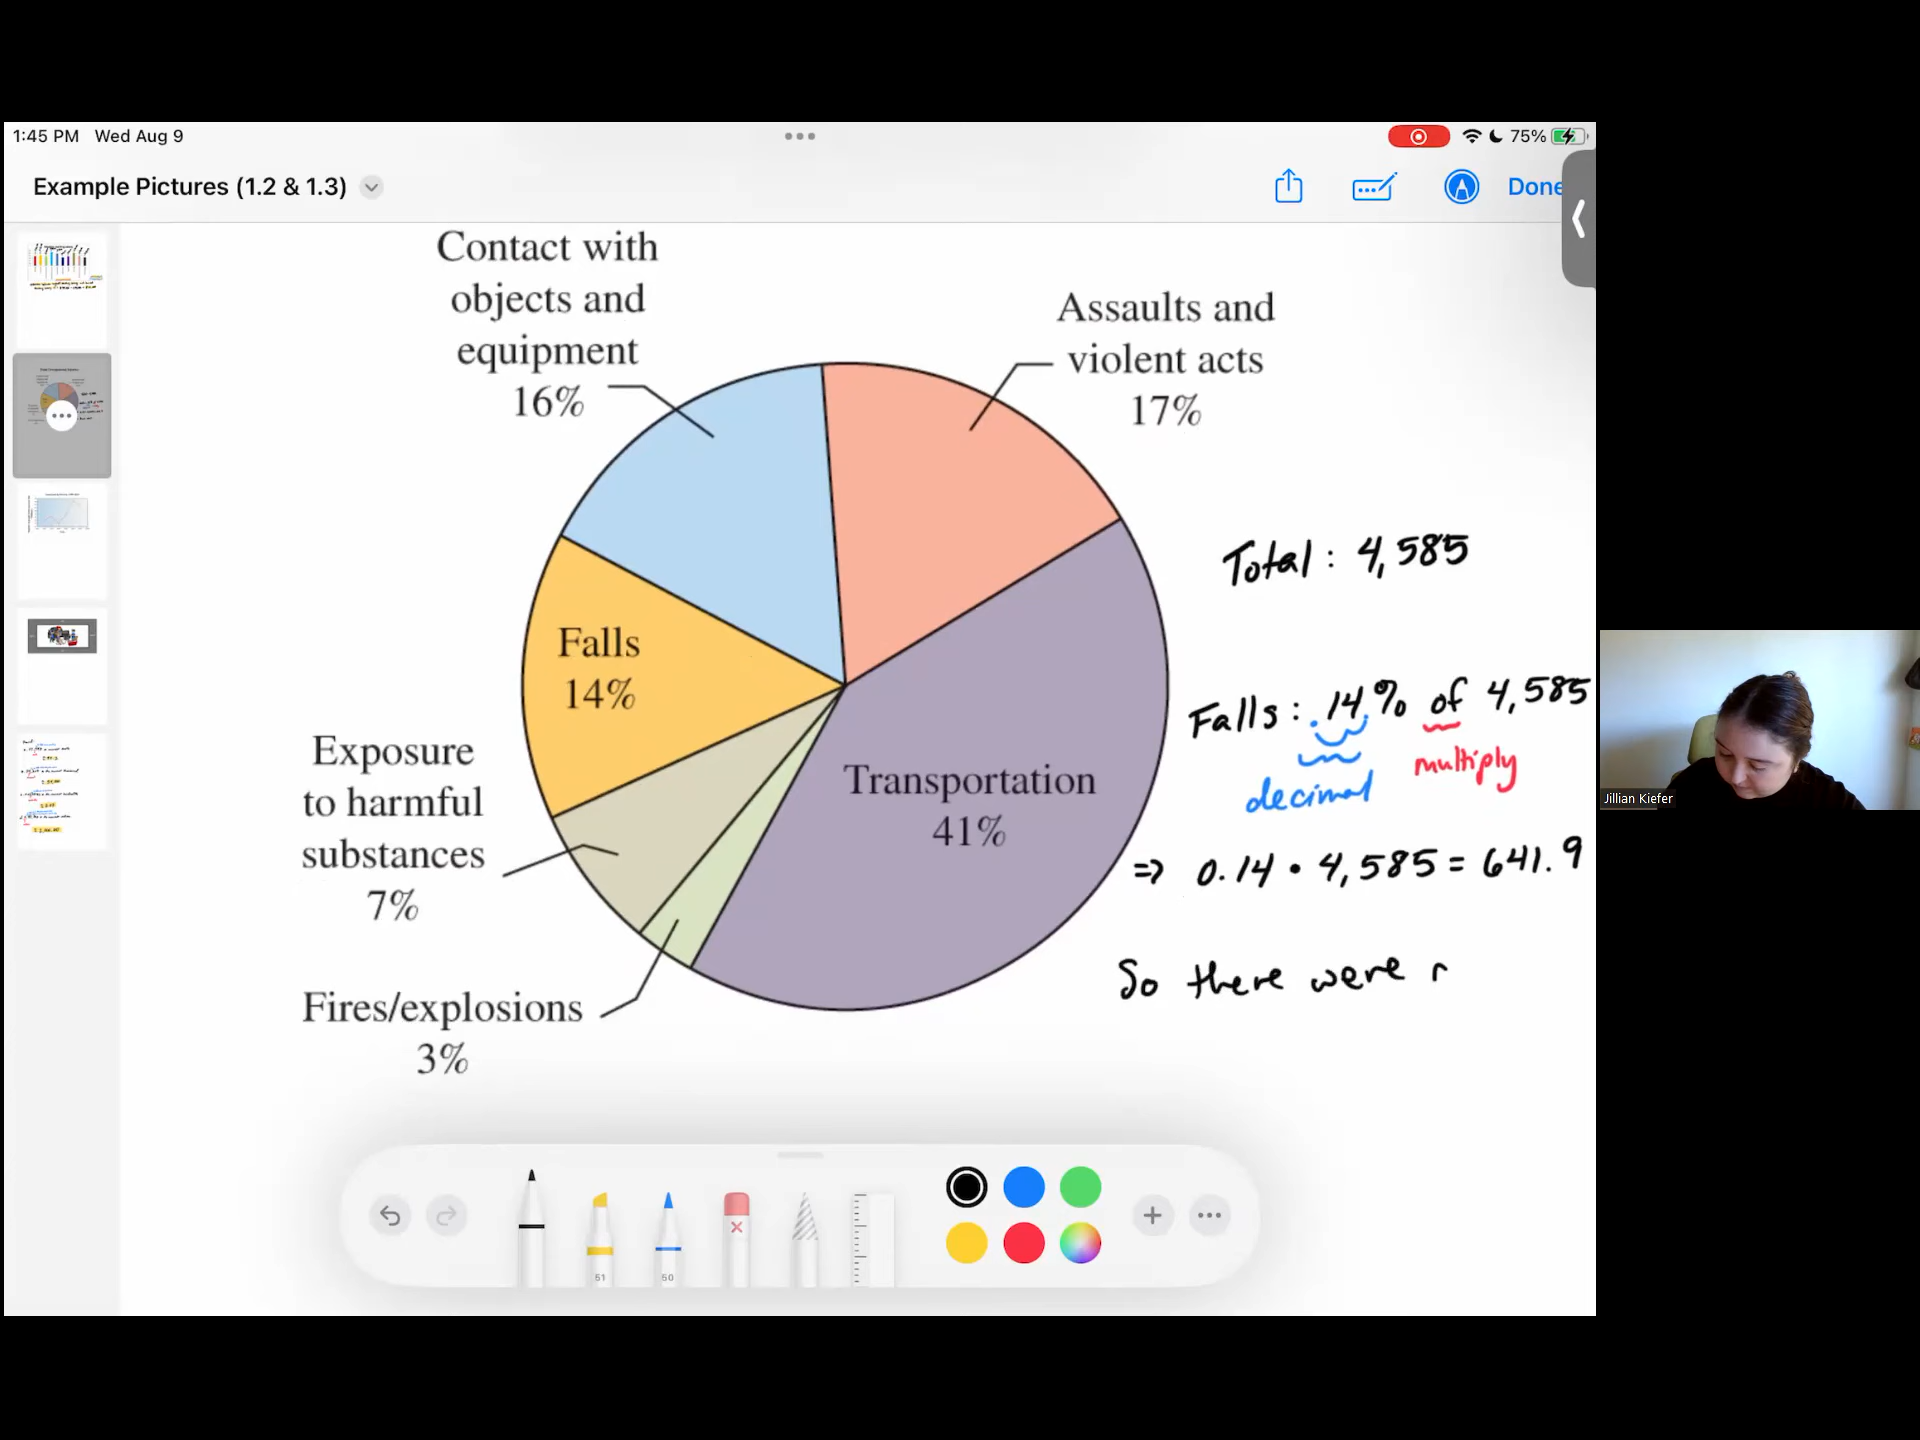 1:45 PM Wed Aug 9
75%
Example Pictures (1.2 & 1.3)
Done
Contact with
objects and
equipment
16%
Assaults and
violent acts
17%
Falls
14%
Exposure
to harmful
substances
7%
Fires/explosions
3%
Transportation
41%
Total: 4,585
Falls: .14.% of 4,585
decimal
multiply
⇒ 0.14 • 4,585 = 641.9
So there were r
51
50
Jillian Kiefer